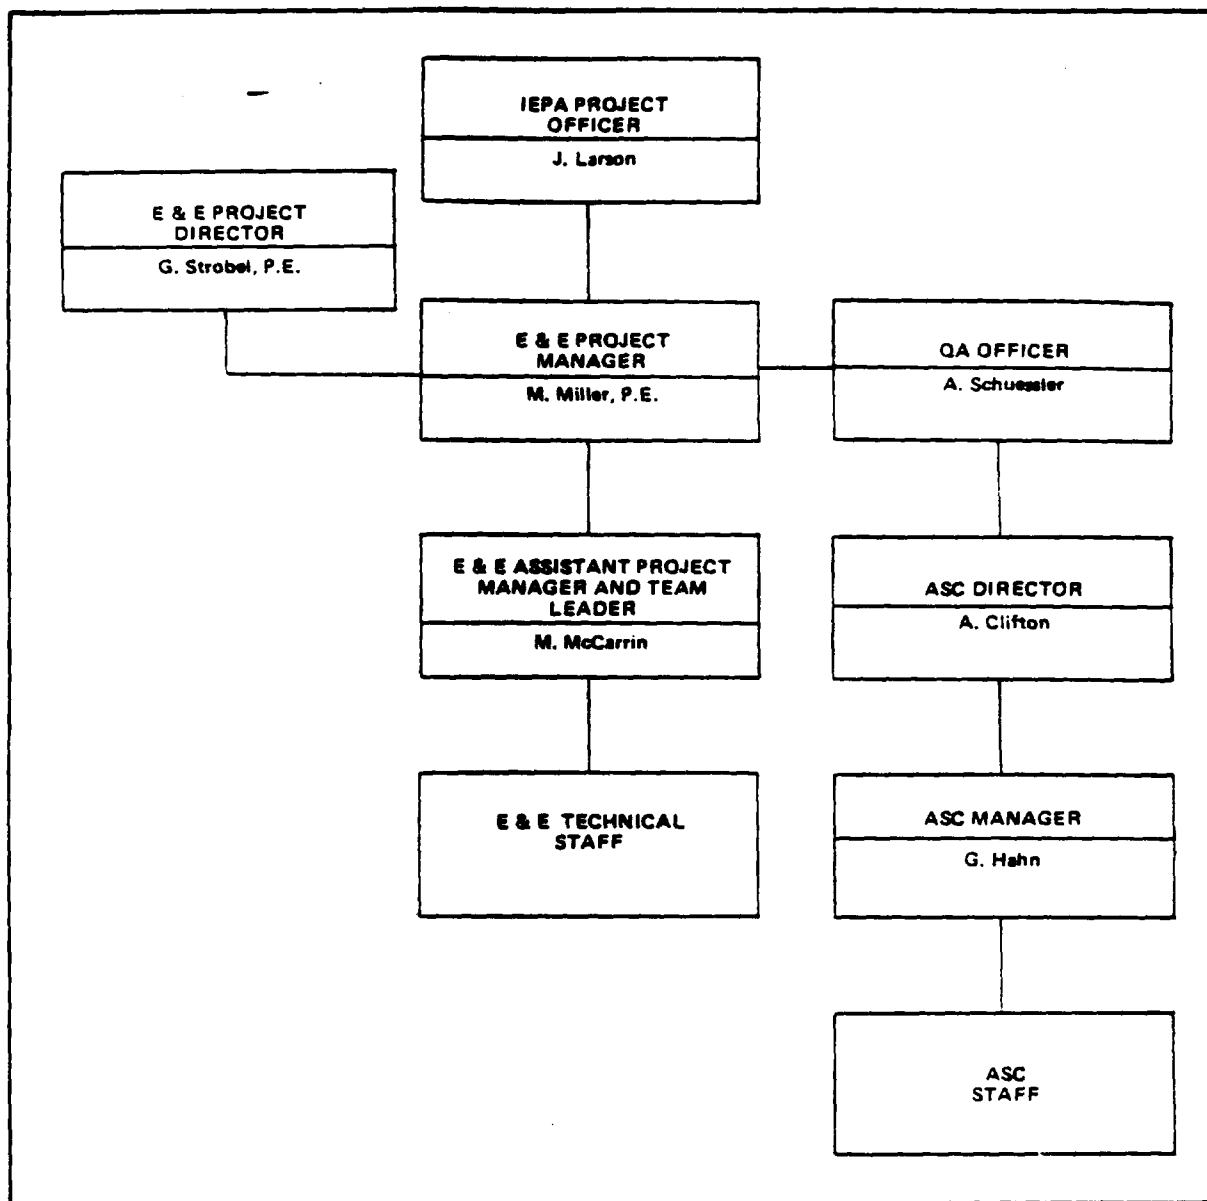 IEPA PROJECT
OFFICER
J. Larson
E & E PROJECT
DIRECTOR
G. Strobel, P.E.
E & E PROJECT
MANAGER
M. Miller, P.E.
QA OFFICER
A. Schuessler
E & E ASSISTANT PROJECT
MANAGER AND TEAM
LEADER
M. McCarrin
ASC DIRECTOR
A. Clifton
E & E TECHNICAL
STAFF
ASC MANAGER
G. Hahn
ASC
STAFF